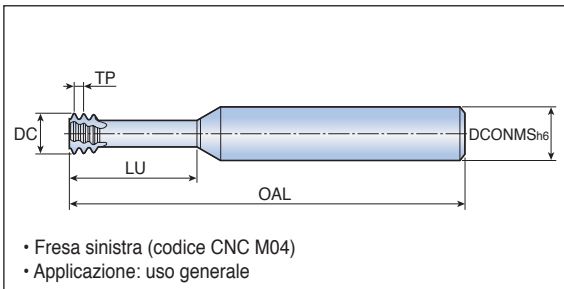 TP
DC
DCONMSh6
LU
OAL
• Fresa sinistra (codice CNC M04)
• Applicazione: uso generale